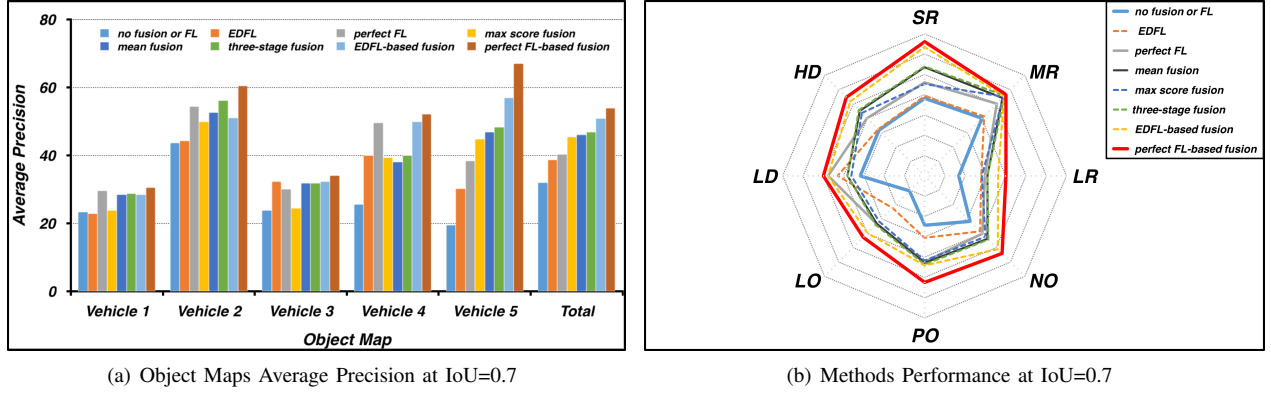 80
60
40
20
0
Average Precision
no fusion or FL EDFL perfect FL max score fusion
mean fusion three-stage fusion EDFL-based fusion perfect FL-based fusion
Vehicle 1 Vehicle 2 Vehicle 3 Vehicle 4 Vehicle 5 Total
Object Map
(a) Object Maps Average Precision at IoU=0.7
SR
MR
LR
NO
PO
LO
LD
HD
no fusion or FL
EDFL
perfect FL
mean fusion
max score fusion
three-stage fusion
EDFL-based fusion
perfect FL-based fusion
(b) Methods Performance at IoU=0.7